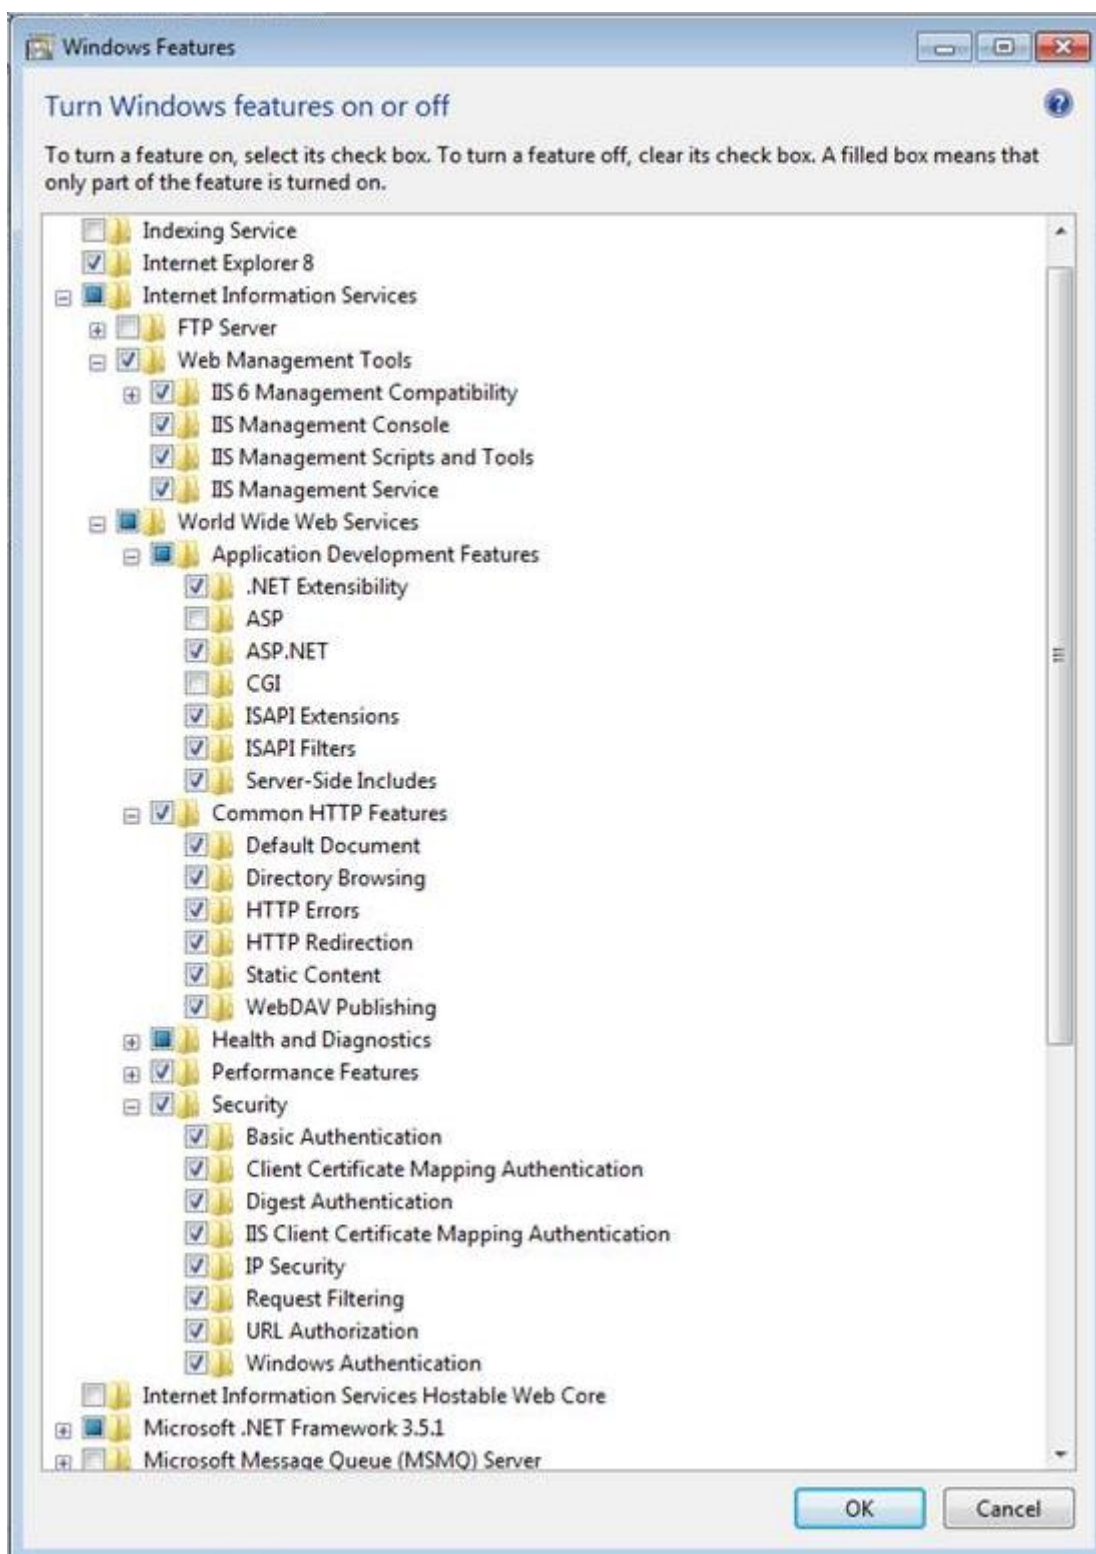 Windows Features
Turn Windows features on or off
To turn a feature on, select its check box. To turn a feature off, clear its check box. A filled box means that
only part of the feature is turned on.
Indexing Service
Internet Explorer 8
Internet Information Services
FTP Server
Web Management Tools
IIS 6 Management Compatibility
IIS Management Console
IIS Management Scripts and Tools
IIS Management Service
World Wide Web Services
Application Development Features
.NET Extensibility
ASP
ASP.NET
CGI
ISAPI Extensions
ISAPI Filters
Server-Side Includes
Common HTTP Features
Default Document
Directory Browsing
HTTP Errors
HTTP Redirection
Static Content
WebDAV Publishing
Health and Diagnostics
Performance Features
Security
Basic Authentication
Client Certificate Mapping Authentication
Digest Authentication
IIS Client Certificate Mapping Authentication
IP Security
Request Filtering
URL Authorization
Windows Authentication
Internet Information Services Hostable Web Core
Microsoft .NET Framework 3.5.1
Microsoft Message Queue (MSMQ) Server
OK Cancel